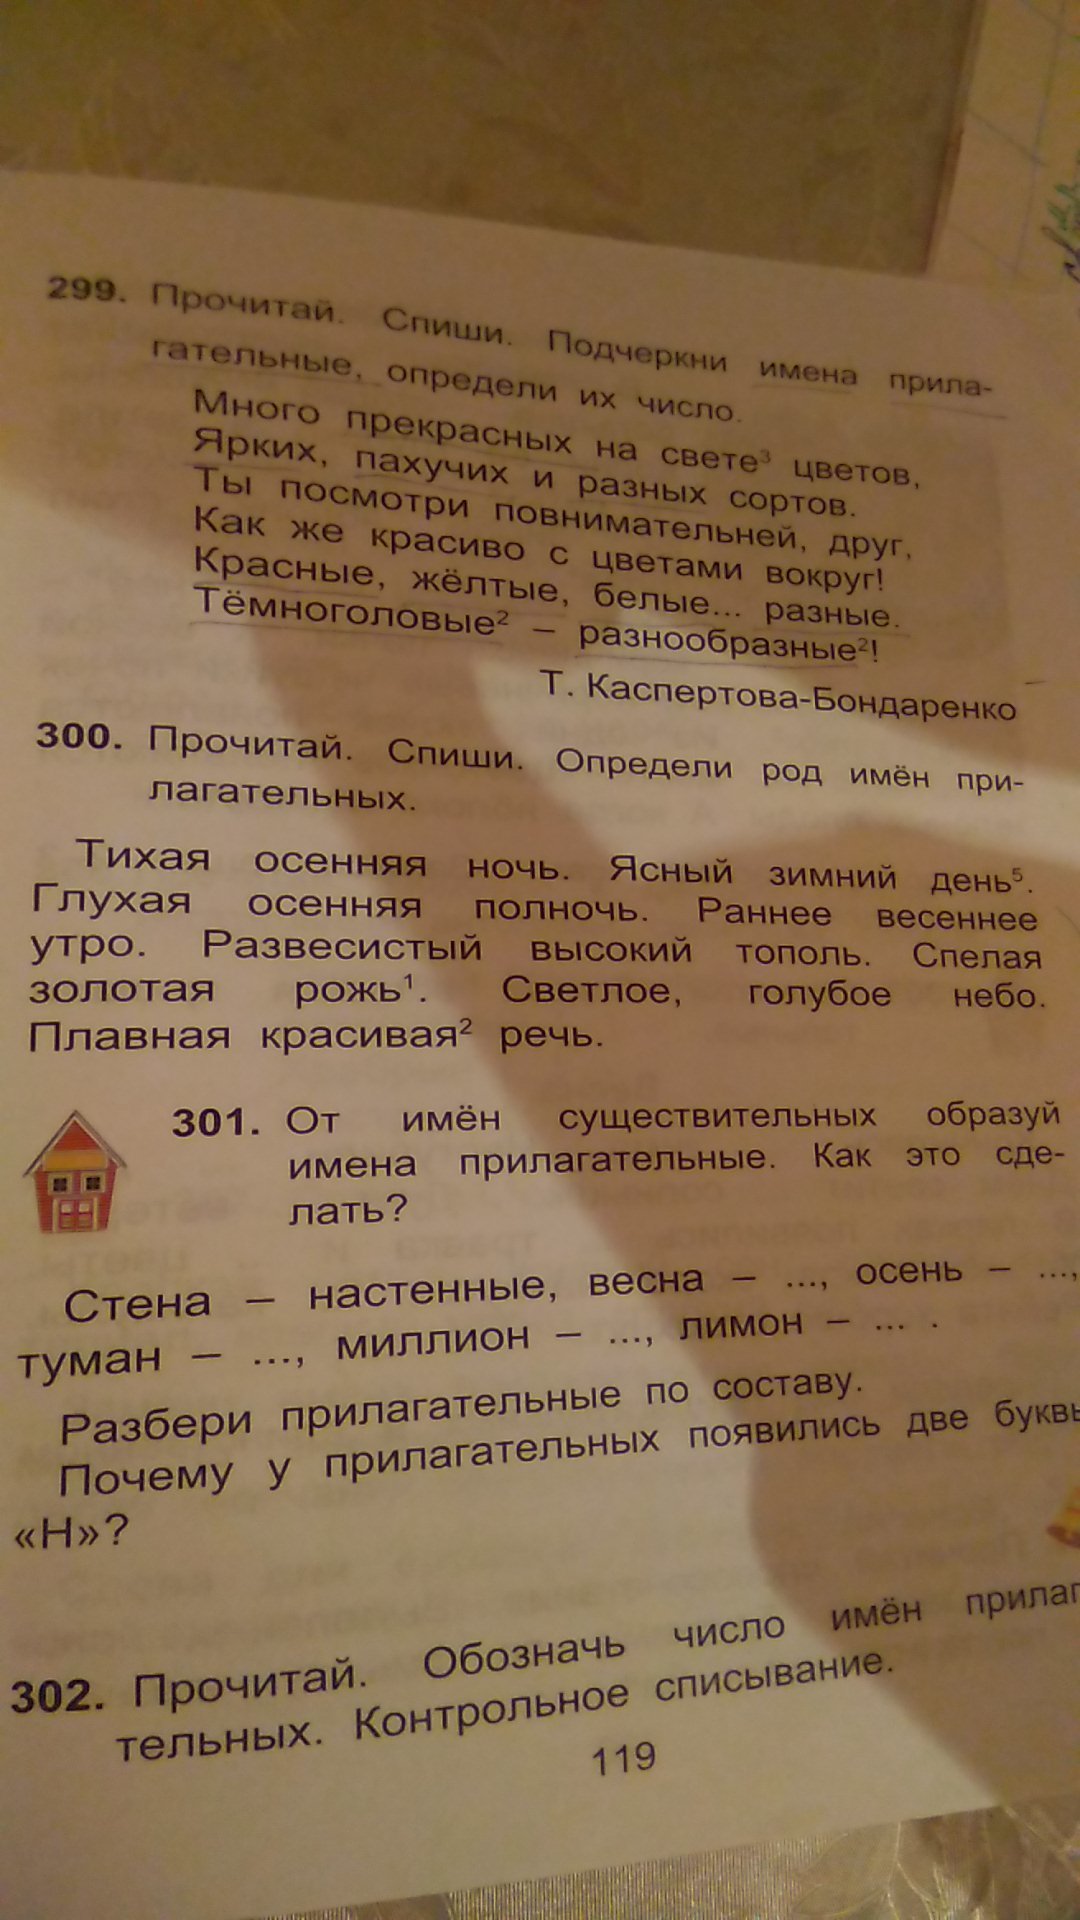 299. Прочитай. Спиши. Подчеркни имена прила-
гательные, определи их число.
Много прекрасных на свете³ цветов,
Ярких, пахучих и разных сортов.
Ты посмотри повнимательней, друг,
Как же красиво с цветами вокруг!
Красные, жёлтые, белые... разные.
Тёмноголовые² – разнообразные²!
Т. Каспертова-Бондаренко
300. Прочитай. Спиши. Определи род имён при-
лагательных.
Тихая осенняя ночь. Ясный зимний день⁵.
Глухая осенняя полночь. Раннее весеннее
утро. Развесистый высокий тополь. Спелая
золотая рожь¹. Светлое, голубое небо.
Плавная красивая² речь.
301. От имён существительных образуй
имена прилагательные. Как это сде-
лать?
Стена – настенные, весна – ..., осень – ...,
туман – ..., миллион – ..., лимон – ... .
Разбери прилагательные по составу.
Почему у прилагательных появились две буквы
«Н»?
302. Прочитай. Обозначь число имён прилаг
тельных. Контрольное списывание.
119